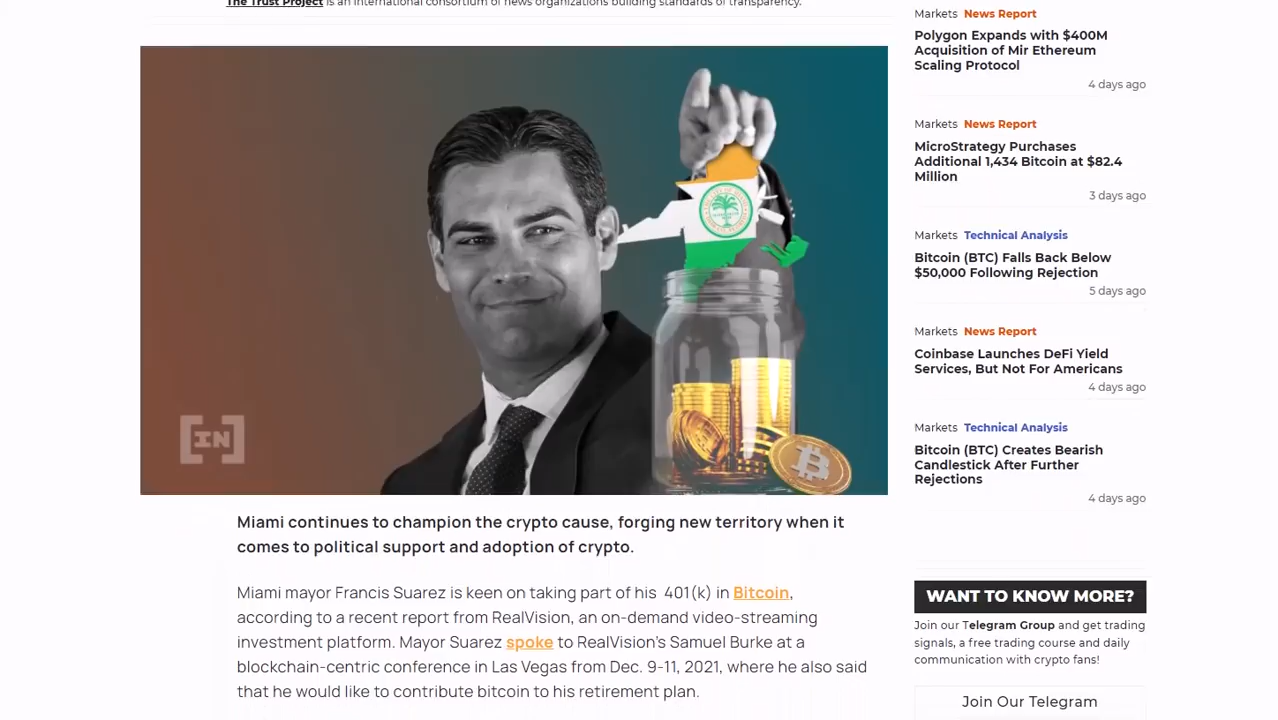 The Trust Project is an international consortium of news organizations building standards of transparency.
IN
Miami continues to champion the crypto cause, forging new territory when it
comes to political support and adoption of crypto.
Miami mayor Francis Suarez is keen on taking part of his 401(k) in Bitcoin,
according to a recent report from RealVision, an on-demand video-streaming
investment platform. Mayor Suarez spoke to RealVision's Samuel Burke at a
blockchain-centric conference in Las Vegas from Dec. 9-11, 2021, where he also said
that he would like to contribute bitcoin to his retirement plan.
Markets News Report
Polygon Expands with $400M
Acquisition of Mir Ethereum
Scaling Protocol
4 days ago
Markets News Report
MicroStrategy Purchases
Additional 1,434 Bitcoin at $82.4
Million
3 days ago
Markets Technical Analysis
Bitcoin (BTC) Falls Back Below
$50,000 Following Rejection
5 days ago
Markets News Report
Coinbase Launches DeFi Yield
Services, But Not For Americans
4 days ago
Markets Technical Analysis
Bitcoin (BTC) Creates Bearish
Candlestick After Further
Rejections
4 days ago
WANT TO KNOW MORE?
Join our Telegram Group and get trading
signals, a free trading course and daily
communication with crypto fans!
Join Our Telegram